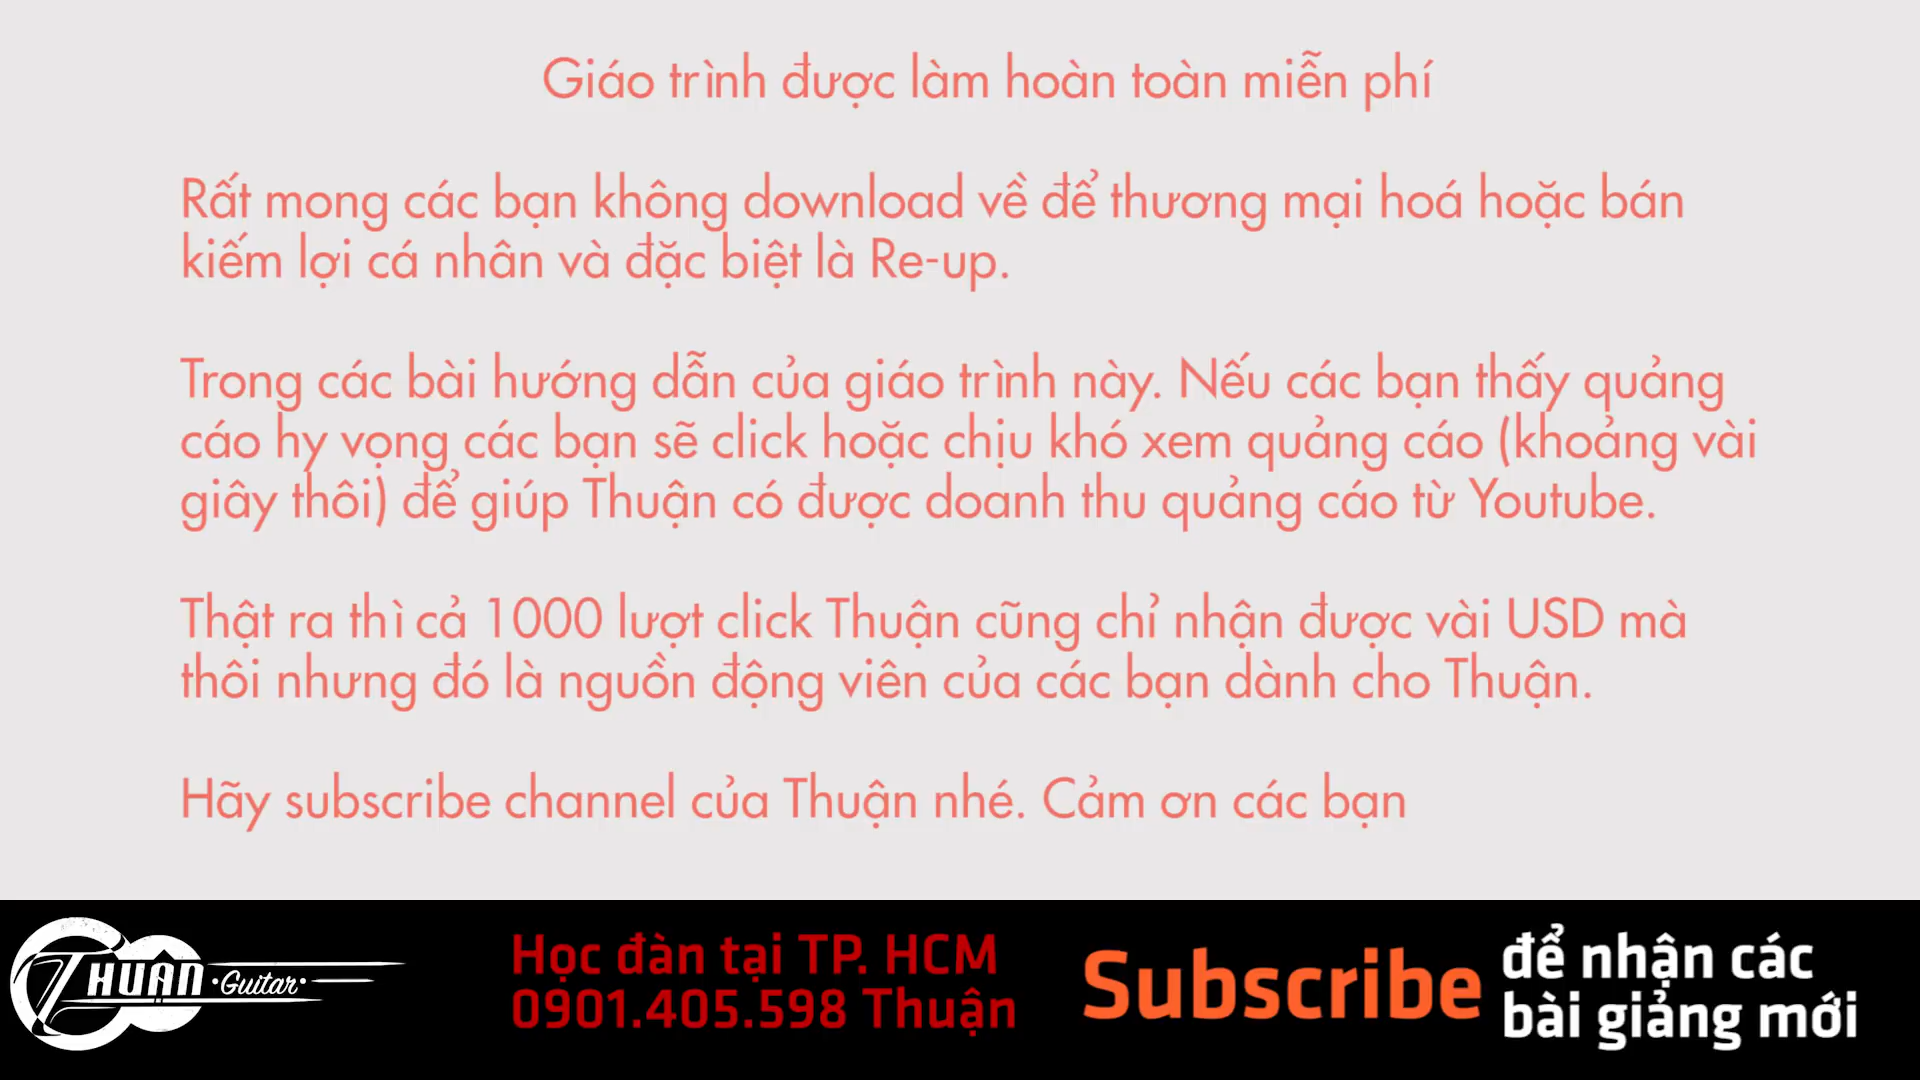 Giáo trình được làm hoàn toàn miễn phí
Rất mong các bạn không download về để thương mại hoá hoặc bán
kiếm lợi cá nhân và đặc biệt là Re-up.
Trong các bài hướng dẫn của giáo trình này. Nếu các bạn thấy quảng
cáo hy vọng các bạn sẽ click hoặc chịu khó xem quảng cáo (khoảng vài
giây thôi) để giúp Thuận có được doanh thu quảng cáo từ Youtube.
Thật ra thì cả 1000 lượt click Thuận cũng chỉ nhận được vài USD mà
thôi nhưng đó là nguồn động viên của các bạn dành cho Thuận.
Hãy subscribe channel của Thuận nhé. Cảm ơn các bạn
THUẬN Guitar
Học đàn tại TP. HCM
0901.405.598 Thuận
Subscribe
để nhận các
bài giảng mới